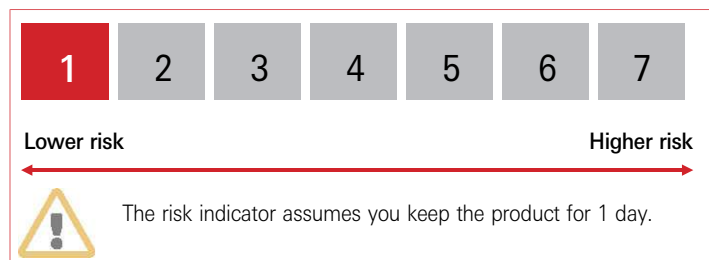 1 2 3 4 5 6 7
Lower risk Higher risk
The risk indicator assumes you keep the product for 1 day.